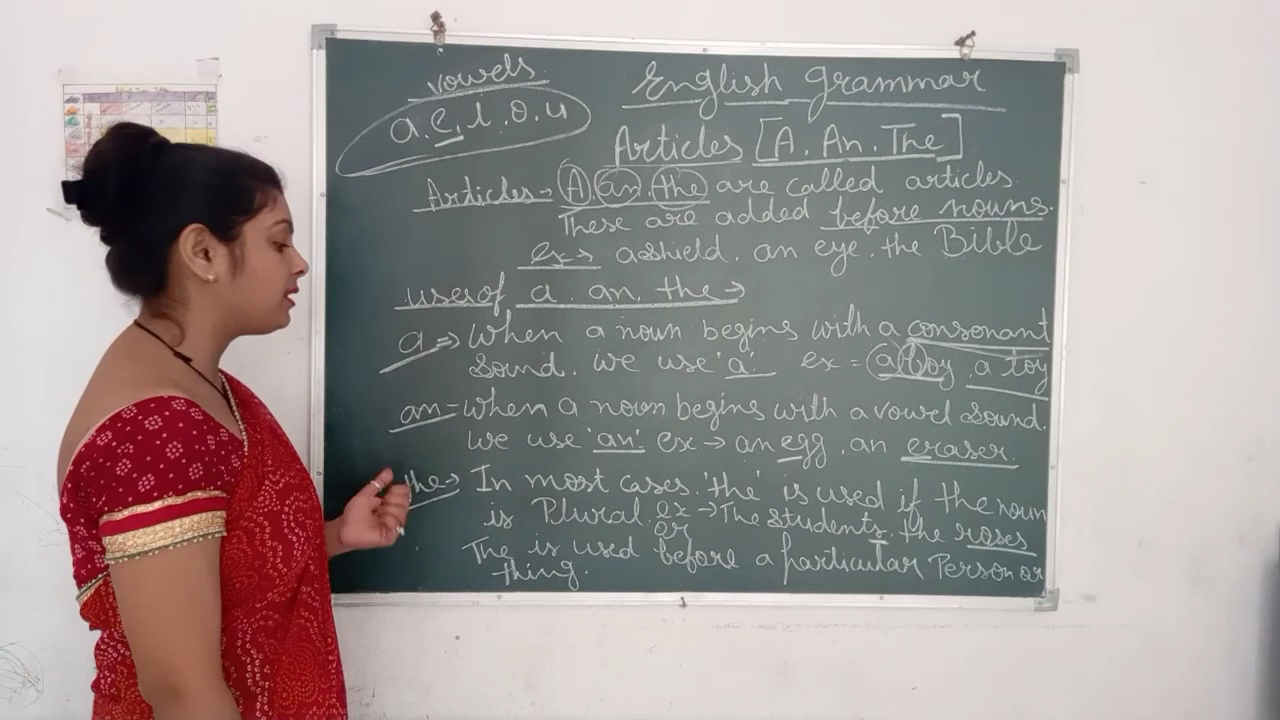 vowels.
a. e, i, o. u
English Grammar
Articles [A. An. The]
Articles→ A. an. the are called articles.
These are added before nouns.
ex→ a shield. an eye. the Bible
uses of a. an. the→
a⇒ When a noun begins with a consonant
sound. we use 'a'. ex = a boy, a toy
an=When a noun begins with a vowel sound.
We use 'an'. ex → an egg, an eraser.
the→ In most cases. 'the' is used if the noun
is Plural. ex→The students, the roses
or
The is used before a particular Person or
thing.